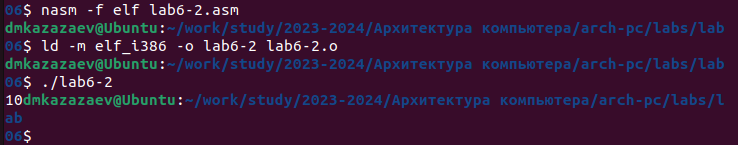 06$ nasm -f elf lab6-2.asm
dmkazazaev@Ubuntu:~/work/study/2023-2024/Архитектура компьютера/arch-pc/labs/lab
06$ ld -m elf_i386 -o lab6-2 lab6-2.o
dmkazazaev@Ubuntu:~/work/study/2023-2024/Архитектура компьютера/arch-pc/labs/lab
06$ ./lab6-2
10dmkazazaev@Ubuntu:~/work/study/2023-2024/Архитектура компьютера/arch-pc/labs/l
ab
06$